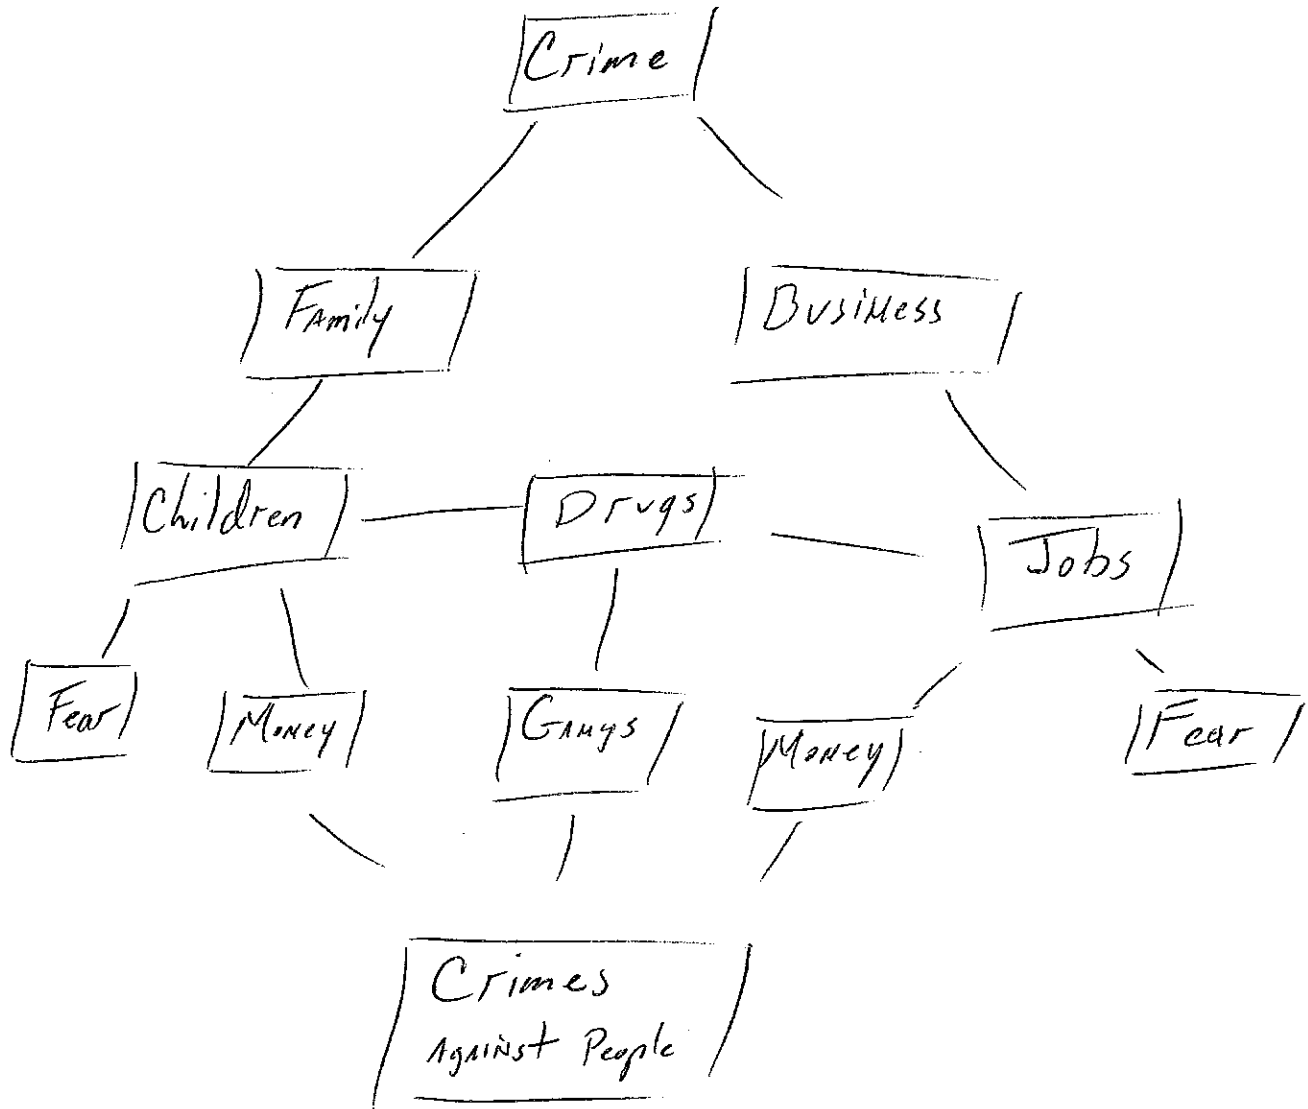 Crime
Family
Business
Children
Drugs
Jobs
Fear
Money
Gangs
Money
Fear
Crimes
Against People